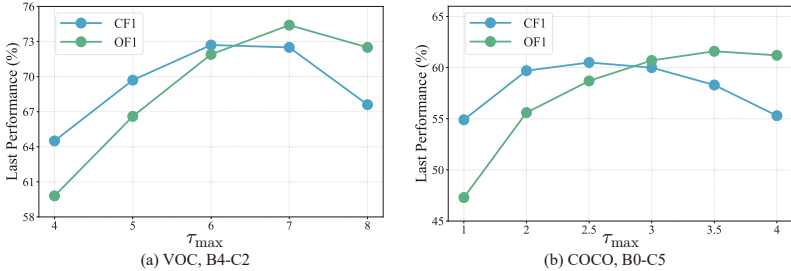 CF1
OF1
Last Performance (%)
76
73
70
67
64
61
58
4 5 6 7 8
τmax
(a) VOC, B4-C2
CF1
OF1
Last Performance (%)
65
60
55
50
45
1 2 2.5 3 3.5 4
τmax
(b) COCO, B0-C5